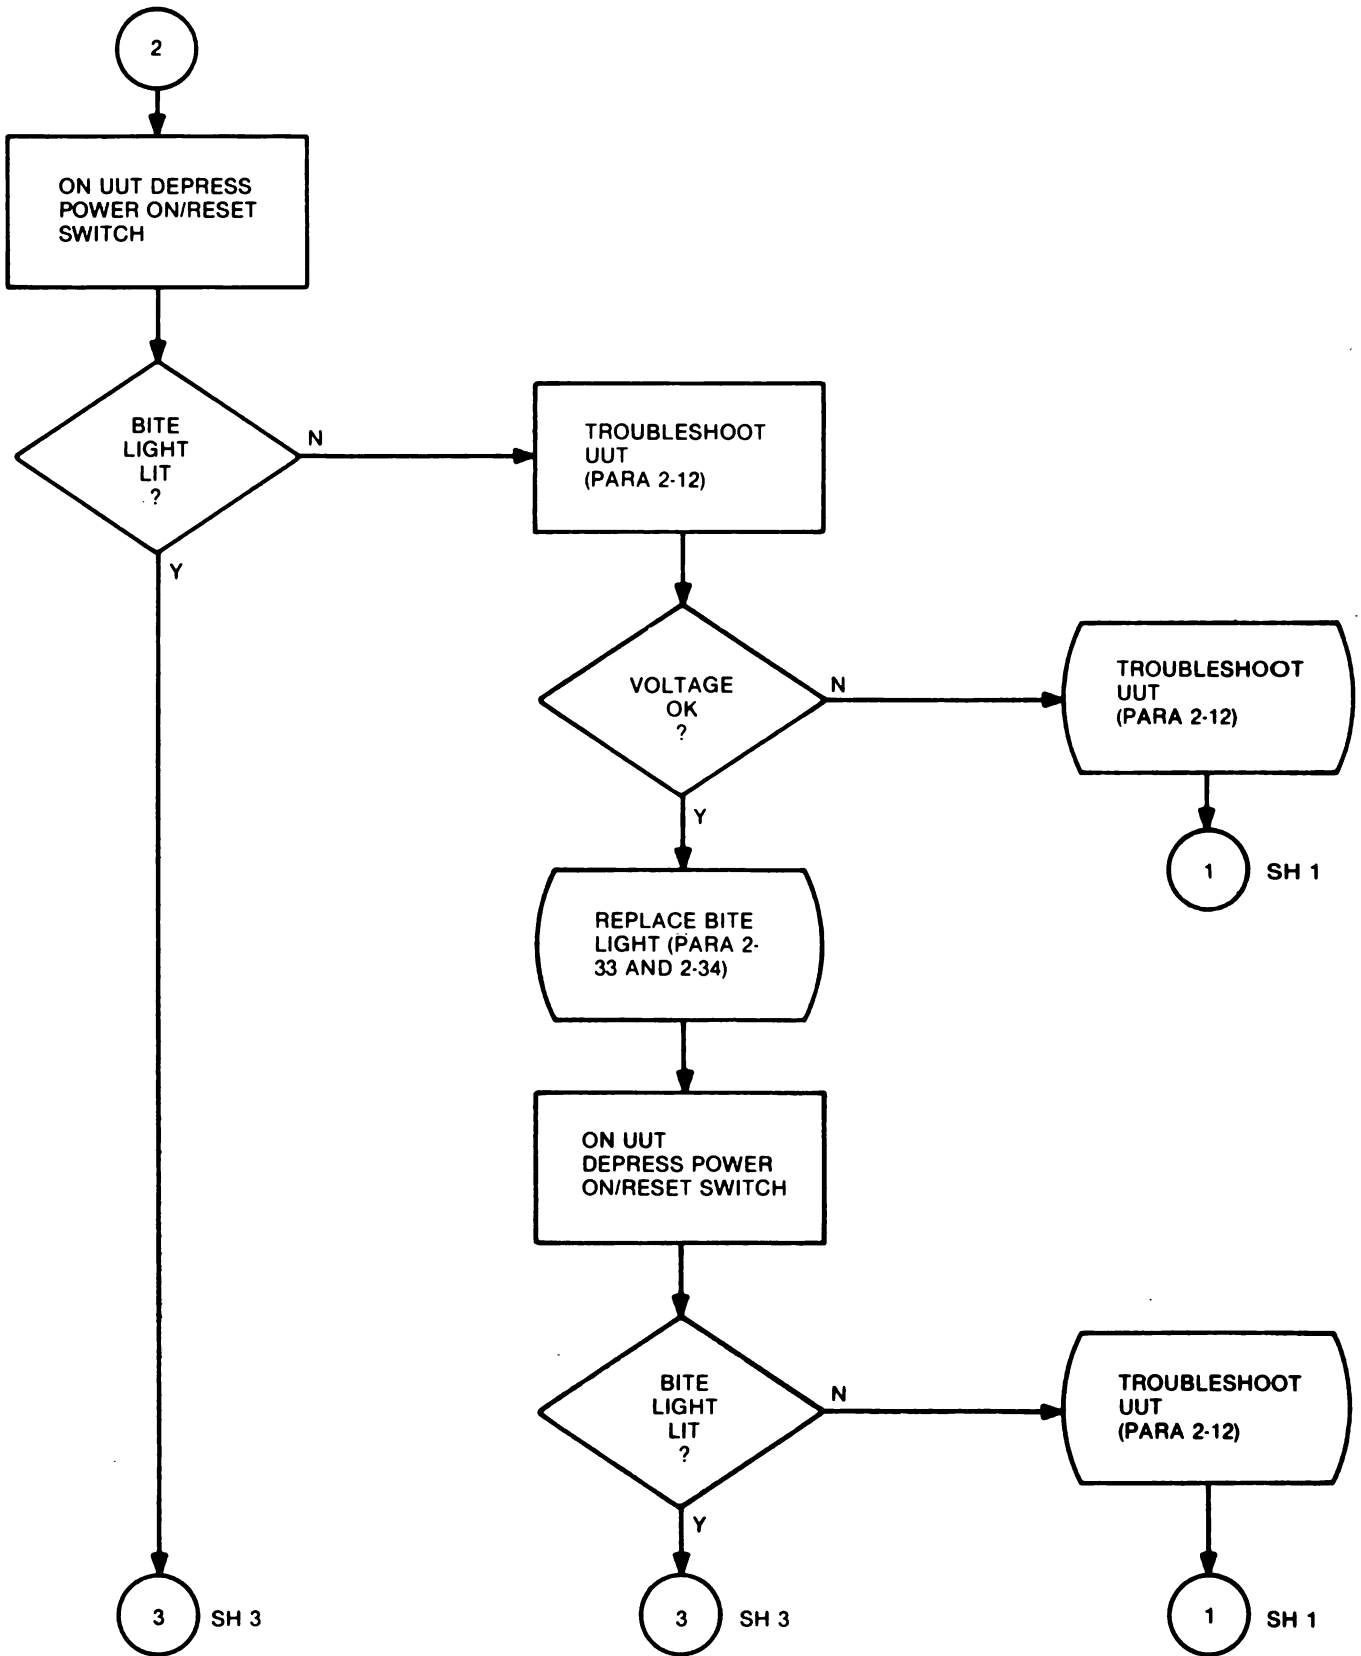 2
ON UUT DEPRESS
POWER ON/RESET
SWITCH
BITE
LIGHT
LIT
?
N
Y
TROUBLESHOOT
UUT
(PARA 2-12)
VOLTAGE
OK
?
N
Y
TROUBLESHOOT
UUT
(PARA 2-12)
1 SH 1
REPLACE BITE
LIGHT (PARA 2-
33 AND 2-34)
ON UUT
DEPRESS POWER
ON/RESET SWITCH
BITE
LIGHT
LIT
?
N
Y
TROUBLESHOOT
UUT
(PARA 2-12)
3 SH 3
3 SH 3
1 SH 1